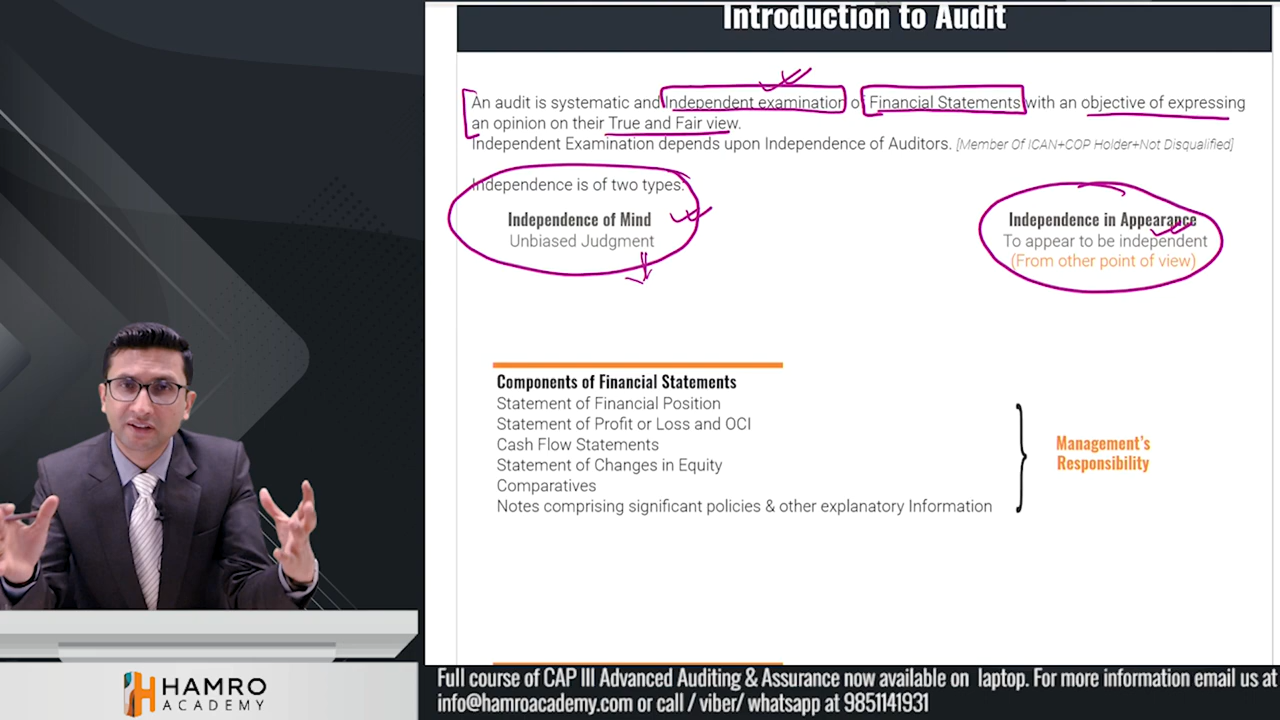 Introduction to Audit
An audit is systematic and Independent examination of Financial Statements with an objective of expressing
an opinion on their True and Fair view.
Independent Examination depends upon Independence of Auditors. [Member Of ICAN+COP Holder+Not Disqualified]
Independence is of two types:
Independence of Mind
Unbiased Judgment
Independence in Appearance
To appear to be independent
(From other point of view)
Components of Financial Statements
Statement of Financial Position
Statement of Profit or Loss and OCI
Cash Flow Statements
Statement of Changes in Equity
Comparatives
Notes comprising significant policies & other explanatory Information
Management's
Responsibility
HAMRO
ACADEMY
Full course of CAP III Advanced Auditing & Assurance now available on laptop. For more information email us at
info@hamroacademy.com or call / viber/ whatsapp at 9851141931